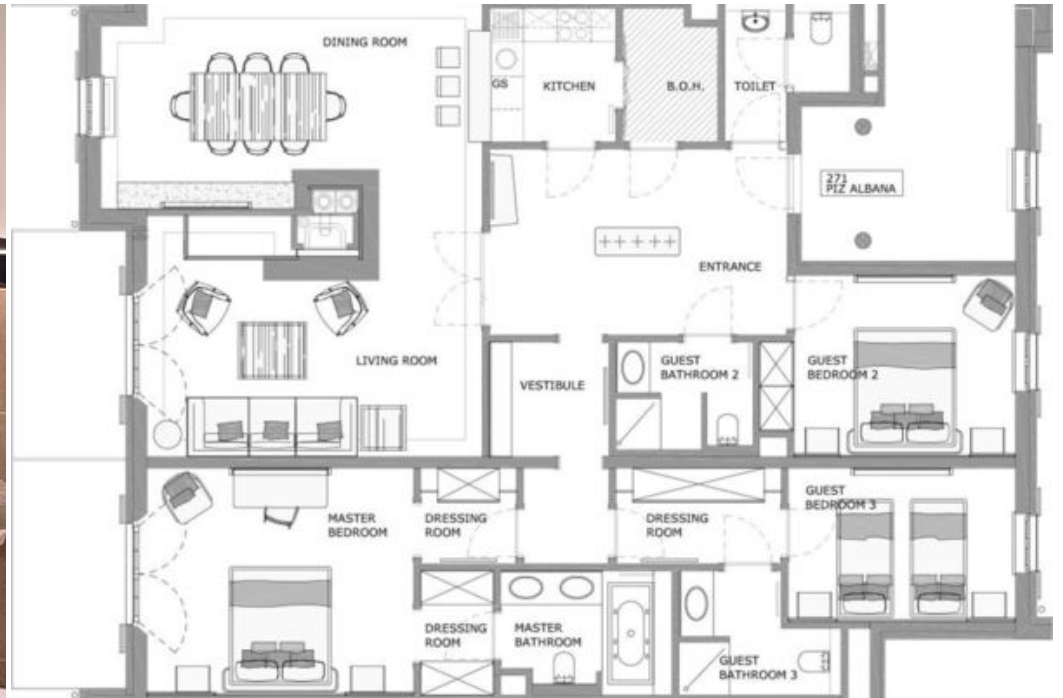 DINING ROOM
GS
KITCHEN
B.O.H.
TOILET
271
PIZ ALBANA
ENTRANCE
LIVING ROOM
VESTIBULE
GUEST
BATHROOM 2
GUEST
BEDROOM 2
MASTER
BEDROOM
DRESSING
ROOM
DRESSING
ROOM
GUEST
BEDROOM 3
DRESSING
ROOM
MASTER
BATHROOM
GUEST
BATHROOM 3